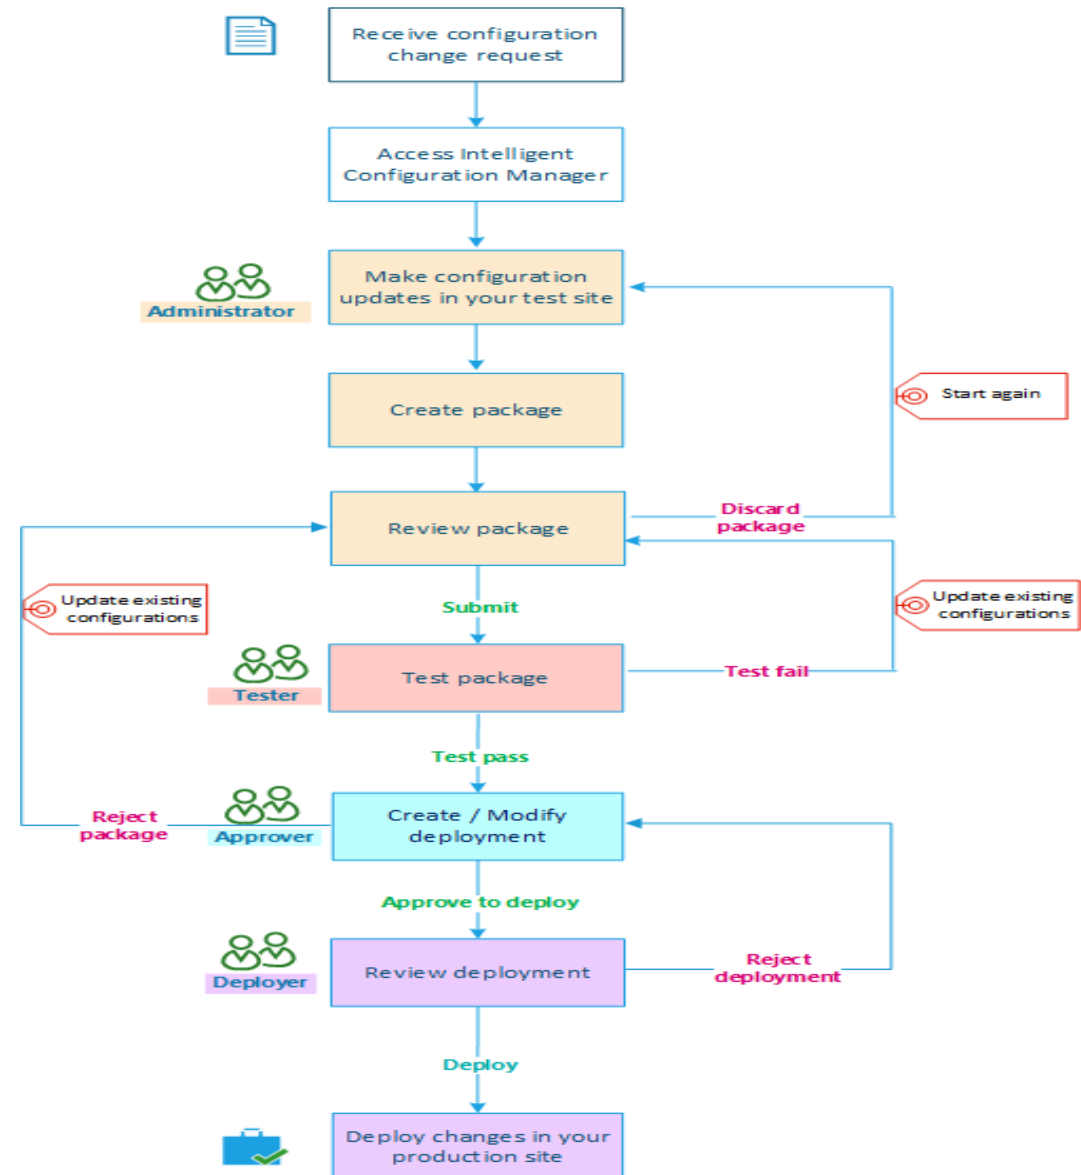 Receive configuration
change request
Access Intelligent
Configuration Manager
Make configuration
updates in your test site
Administrator
Create package
Start again
Review package
Discard
package
Update existing
configurations
Submit
Update existing
configurations
Test package
Tester
Test fail
Test pass
Create / Modify
deployment
Reject
package
Approver
Approve to deploy
Review deployment
Deployer
Reject
deployment
Deploy
Deploy changes in your
production site